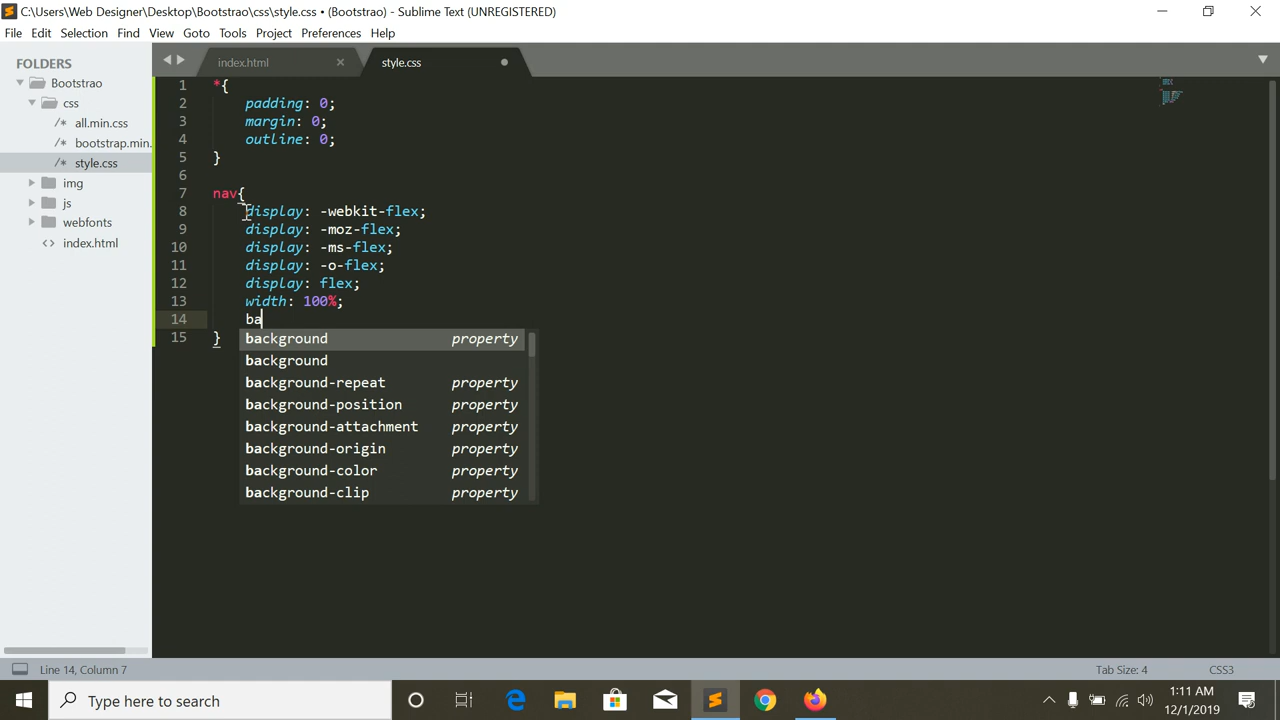 C:\Users\Web Designer\Desktop\Bootstrao\css\style.css • (Bootstrao) - Sublime Text (UNREGISTERED)
File Edit Selection Find View Goto Tools Project Preferences Help
FOLDERS
Bootstrao
css
/* all.min.css
/* bootstrap.min.
/* style.css
img
js
webfonts
<> index.html
index.html
style.css
1 *{
2 padding: 0;
3 margin: 0;
4 outline: 0;
5 }
6
7 nav{
8 display: -webkit-flex;
9 display: -moz-flex;
10 display: -ms-flex;
11 display: -o-flex;
12 display: flex;
13 width: 100%;
14 ba
15 }
background property
background
background-repeat property
background-position property
background-attachment property
background-origin property
background-color property
background-clip property
Line 14, Column 7
Tab Size: 4
CSS3
Type here to search
1:11 AM
12/1/2019